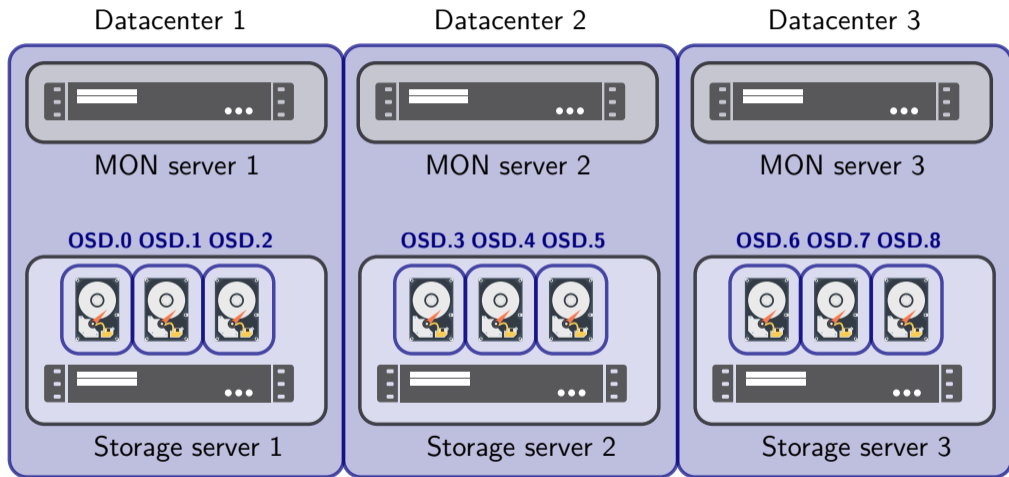 Datacenter 1 Datacenter 2 Datacenter 3
MON server 1 MON server 2 MON server 3
OSD.0 OSD.1 OSD.2 OSD.3 OSD.4 OSD.5 OSD.6 OSD.7 OSD.8
Storage server 1 Storage server 2 Storage server 3